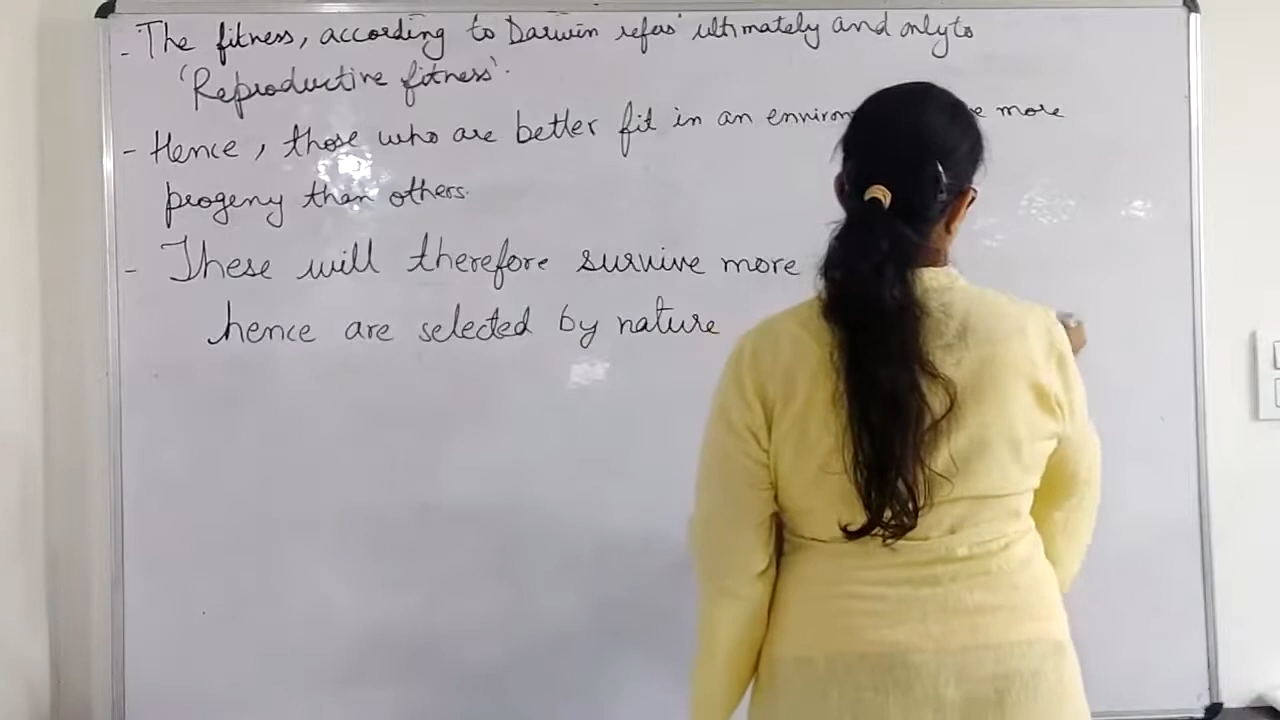 - The fitness, according to Darwin refers ultimately and only to
'Reproductive fitness'.
- Hence, those who are better fit in an more
progeny than others.
- These will therefore survive more
hence are selected by nature